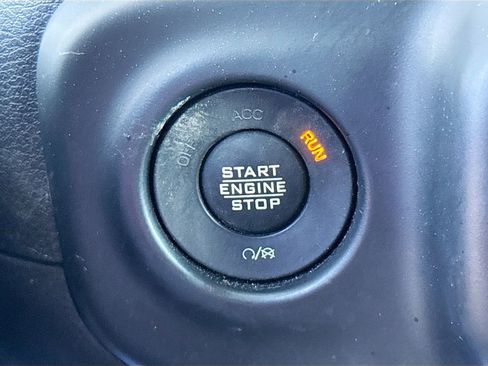 ACC
OFF
RUN
START
ENGINE
STOP